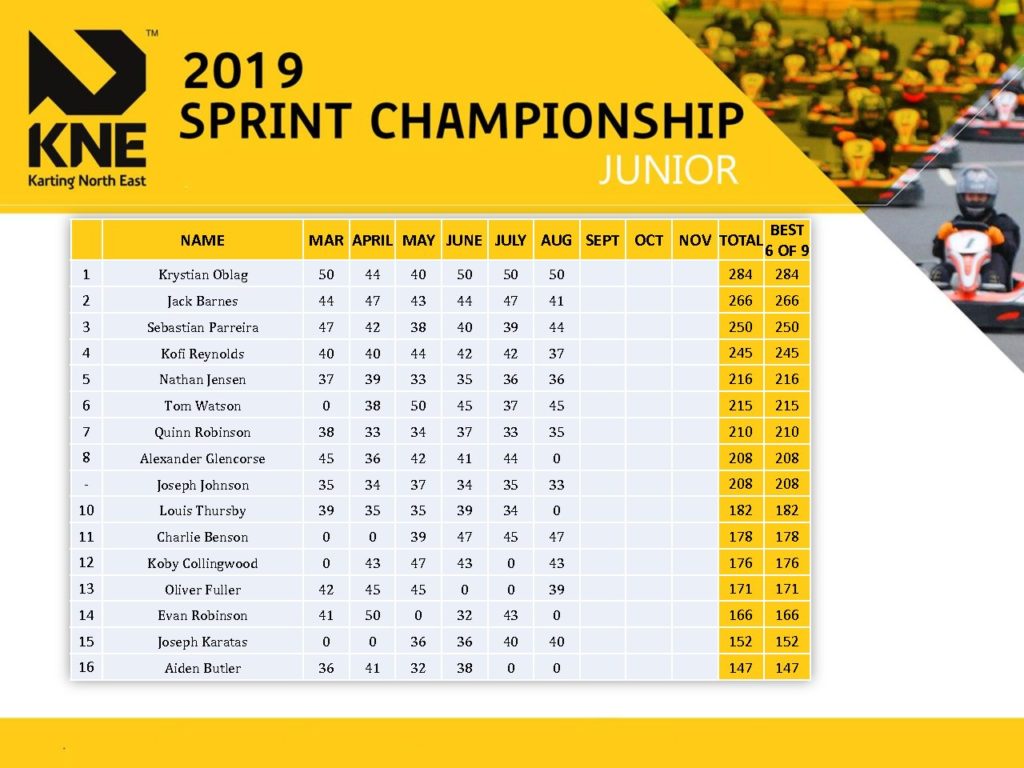 ™
KNE
Karting North East
2019
SPRINT CHAMPIONSHIP
JUNIOR
NAME MAR APRIL MAY JUNE JULY AUG SEPT OCT NOV TOTAL BEST 6 OF 9
1 Krystian Oblag 50 44 40 50 50 50 284 284
2 Jack Barnes 44 47 43 44 47 41 266 266
3 Sebastian Parreira 47 42 38 40 39 44 250 250
4 Kofi Reynolds 40 40 44 42 42 37 245 245
5 Nathan Jensen 37 39 33 35 36 36 216 216
6 Tom Watson 0 38 50 45 37 45 215 215
7 Quinn Robinson 38 33 34 37 33 35 210 210
8 Alexander Glencorse 45 36 42 41 44 0 208 208
- Joseph Johnson 35 34 37 34 35 33 208 208
10 Louis Thursby 39 35 35 39 34 0 182 182
11 Charlie Benson 0 0 39 47 45 47 178 178
12 Koby Collingwood 0 43 47 43 0 43 176 176
13 Oliver Fuller 42 45 45 0 0 39 171 171
14 Evan Robinson 41 50 0 32 43 0 166 166
15 Joseph Karatas 0 0 36 36 40 40 152 152
16 Aiden Butler 36 41 32 38 0 0 147 147